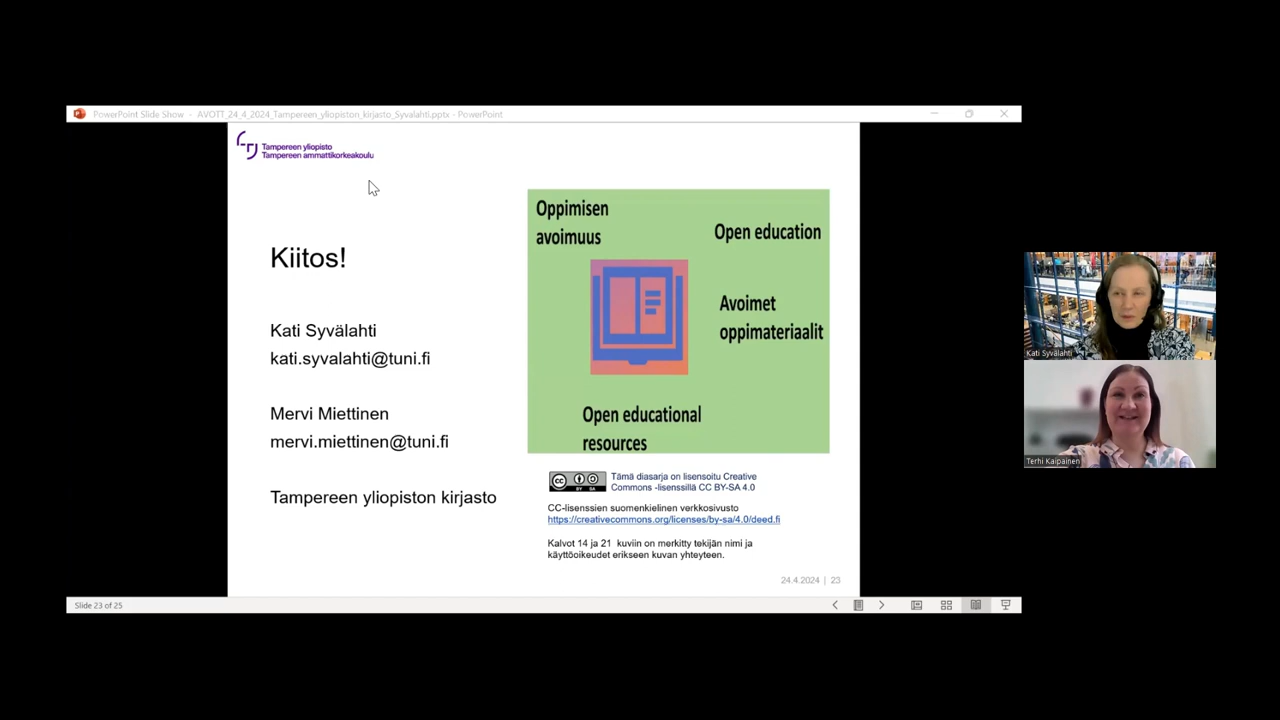 PowerPoint Slide Show - AVOTT_24_4_2024_Tampereen_yliopiston_kirjasto_Syvälahti.pptx - PowerPoint
Tampereen yliopisto
Tampereen ammattikorkeakoulu
Kiitos!
Kati Syvälahti
kati.syvalahti@tuni.fi
Mervi Miettinen
mervi.miettinen@tuni.fi
Tampereen yliopiston kirjasto
Oppimisen
avoimuus
Open education
Avoimet
oppimateriaalit
Open educational
resources
cc BY SA
Tämä diasarja on lisensoitu Creative
Commons -lisenssillä CC BY-SA 4.0
CC-lisenssien suomenkielinen verkkosivusto
https://creativecommons.org/licenses/by-sa/4.0/deed.fi
Kalvot 14 ja 21 kuviin on merkitty tekijän nimi ja
käyttöoikeudet erikseen kuvan yhteyteen.
24.4.2024 | 23
Slide 23 of 25
Kati Syvälahti
Terhi Kaipainen